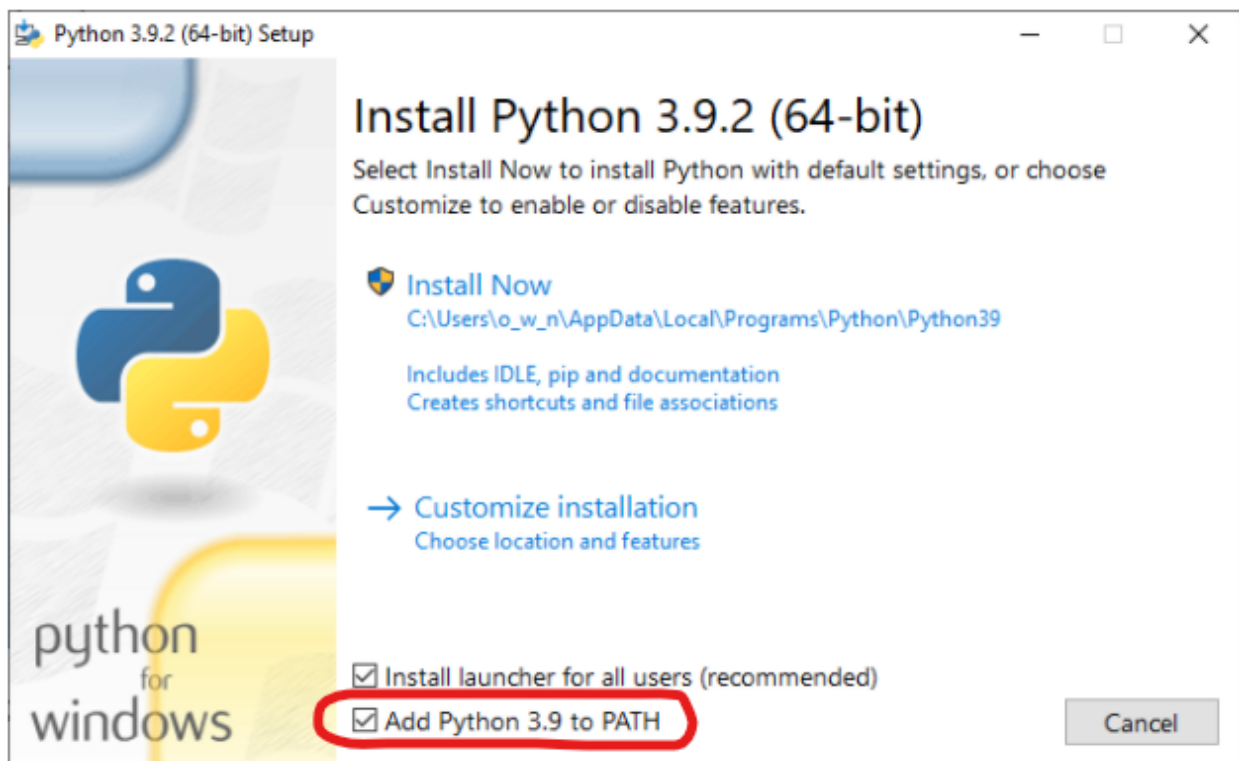 Python 3.9.2 (64-bit) Setup
Install Python 3.9.2 (64-bit)
Select Install Now to install Python with default settings, or choose
Customize to enable or disable features.
Install Now
C:\Users\o_w_n\AppData\Local\Programs\Python\Python39
Includes IDLE, pip and documentation
Creates shortcuts and file associations
Customize installation
Choose location and features
python
for
windows
Install launcher for all users (recommended)
Add Python 3.9 to PATH
Cancel